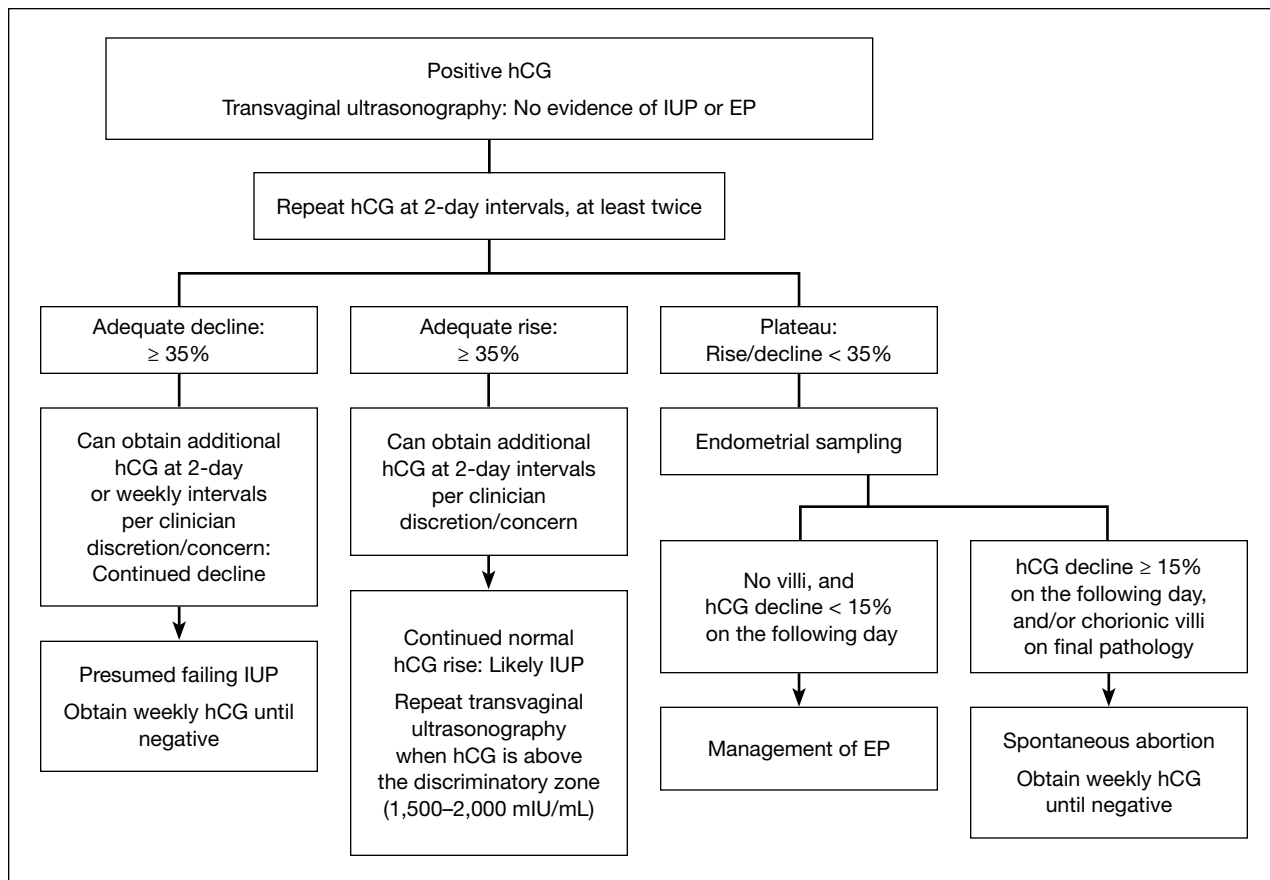 Positive hCG
Transvaginal ultrasonography: No evidence of IUP or EP
Repeat hCG at 2-day intervals, at least twice
Adequate decline:
≥ 35%
Adequate rise:
≥ 35%
Plateau:
Rise/decline < 35%
Can obtain additional
hCG at 2-day
or weekly intervals
per clinician
discretion/concern:
Continued decline
Can obtain additional
hCG at 2-day intervals
per clinician
discretion/concern
Endometrial sampling
No villi, and
hCG decline < 15%
on the following day
hCG decline ≥ 15%
on the following day,
and/or chorionic villi
on final pathology
Presumed failing IUP
Obtain weekly hCG until
negative
Continued normal
hCG rise: Likely IUP
Repeat transvaginal
ultrasonography
when hCG is above
the discriminatory zone
(1,500–2,000 mIU/mL)
Management of EP
Spontaneous abortion
Obtain weekly hCG
until negative